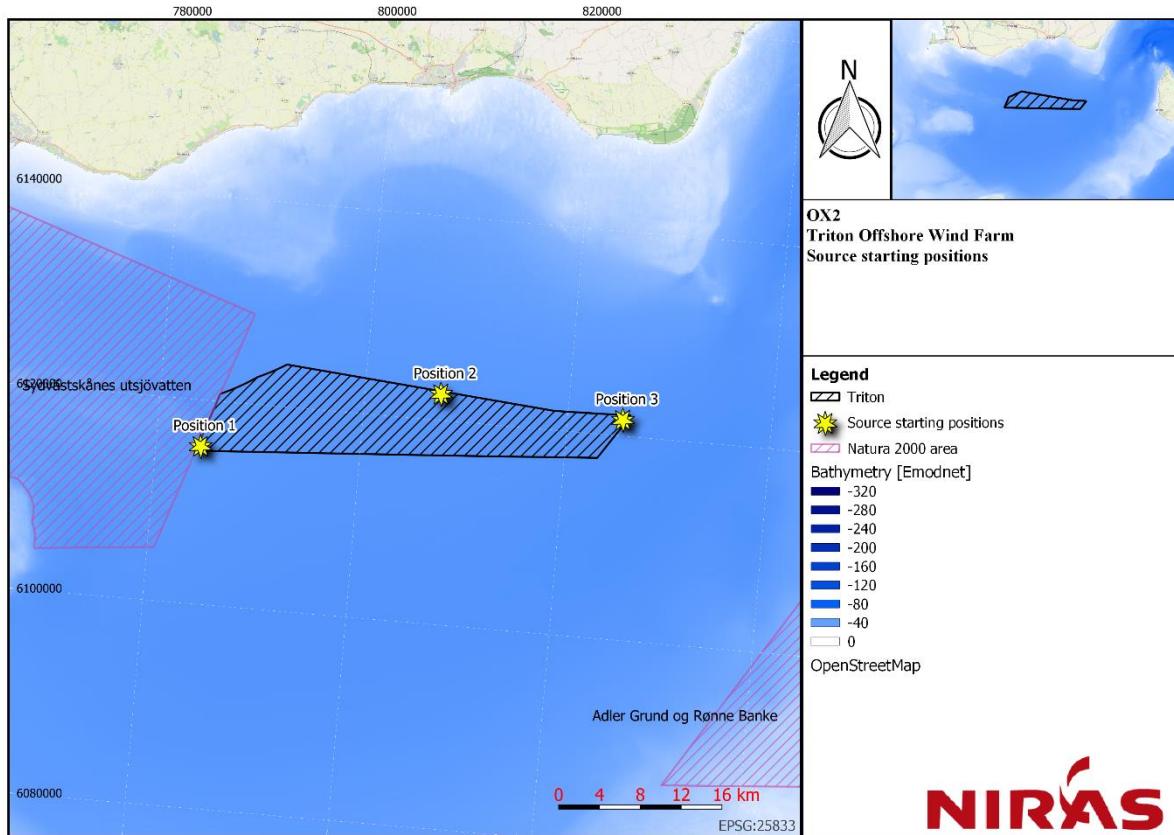 780000
800000
820000
6140000
6120000
6100000
6080000
Sydvästskånes utsjövatten
Position 1
Position 2
Position 3
Adler Grund og Rønne Banke
0 4 8 12 16 km
EPSG:25833
N
OX2
Triton Offshore Wind Farm
Source starting positions
Legend
Triton
Source starting positions
Natura 2000 area
Bathymetry [Emodnet]
-320
-280
-240
-200
-160
-120
-80
-40
0
OpenStreetMap
NIRAS